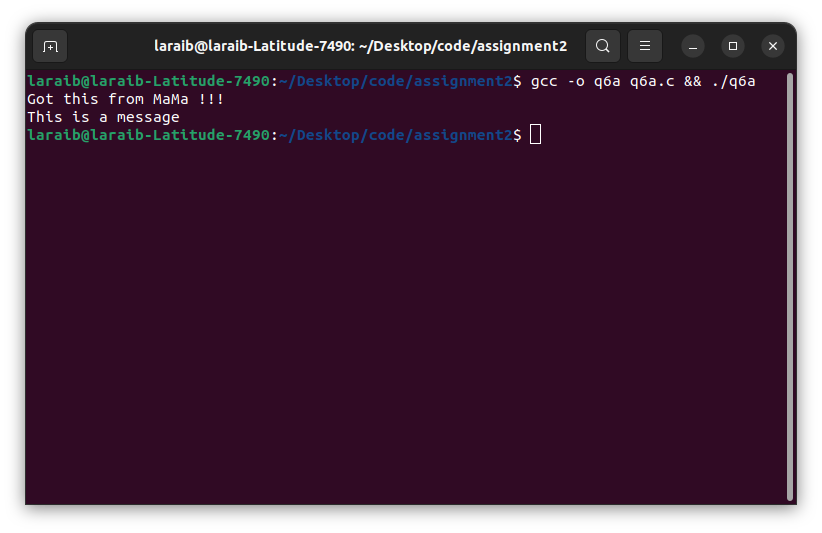 laraib@laraib-Latitude-7490: ~/Desktop/code/assignment2
laraib@laraib-Latitude-7490:~/Desktop/code/assignment2$ gcc -o q6a q6a.c && ./q6a
Got this from MaMa !!!
This is a message
laraib@laraib-Latitude-7490:~/Desktop/code/assignment2$